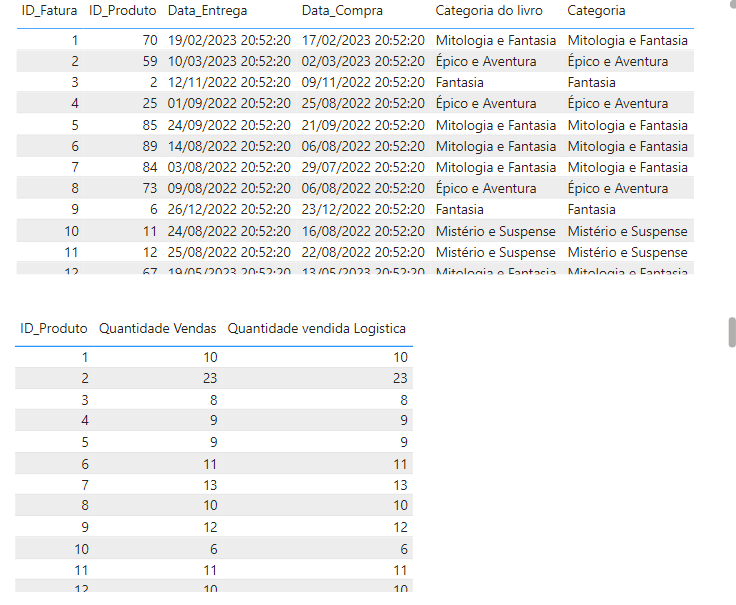 ID_Fatura ID_Produto Data_Entrega Data_Compra Categoria do livro Categoria
1 70 19/02/2023 20:52:20 17/02/2023 20:52:20 Mitologia e Fantasia Mitologia e Fantasia
2 59 10/03/2023 20:52:20 02/03/2023 20:52:20 Épico e Aventura Épico e Aventura
3 2 12/11/2022 20:52:20 09/11/2022 20:52:20 Fantasia Fantasia
4 25 01/09/2022 20:52:20 25/08/2022 20:52:20 Épico e Aventura Épico e Aventura
5 85 24/09/2022 20:52:20 21/09/2022 20:52:20 Mitologia e Fantasia Mitologia e Fantasia
6 89 14/08/2022 20:52:20 06/08/2022 20:52:20 Mitologia e Fantasia Mitologia e Fantasia
7 84 03/08/2022 20:52:20 29/07/2022 20:52:20 Mitologia e Fantasia Mitologia e Fantasia
8 73 09/08/2022 20:52:20 06/08/2022 20:52:20 Épico e Aventura Épico e Aventura
9 6 26/12/2022 20:52:20 23/12/2022 20:52:20 Fantasia Fantasia
10 11 24/08/2022 20:52:20 16/08/2022 20:52:20 Mistério e Suspense Mistério e Suspense
11 12 25/08/2022 20:52:20 22/08/2022 20:52:20 Mistério e Suspense Mistério e Suspense
12 67 19/05/2023 20:52:20 13/05/2023 20:52:20 Mitologia e Fantasia Mitologia e Fantasia
ID_Produto Quantidade Vendas Quantidade vendida Logistica
1 10 10
2 23 23
3 8 8
4 9 9
5 9 9
6 11 11
7 13 13
8 10 10
9 12 12
10 6 6
11 11 11
12 10 10